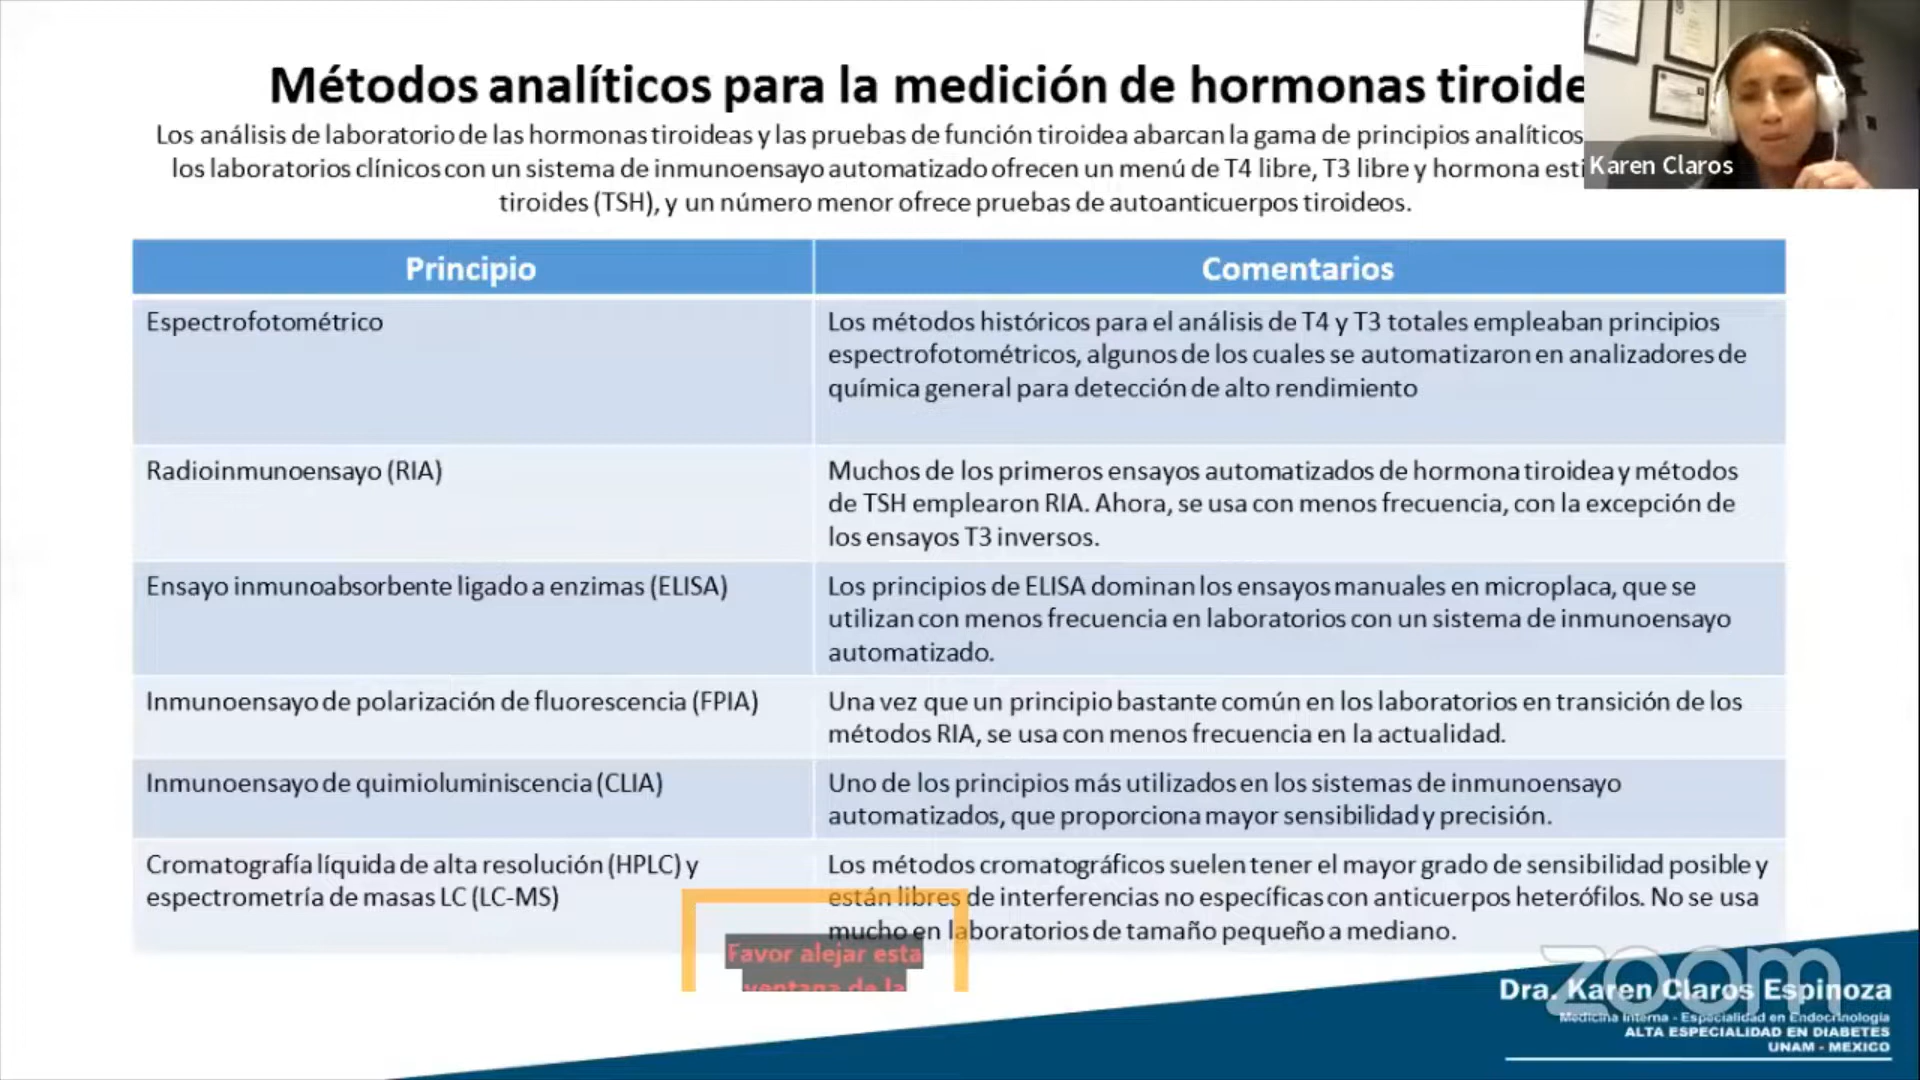 Métodos analíticos para la medición de hormonas tiroide
Los análisis de laboratorio de las hormonas tiroideas y las pruebas de función tiroidea abarcan la gama de principios analíticos
los laboratorios clínicos con un sistema de inmunoensayo automatizado ofrecen un menú de T4 libre, T3 libre y hormona esti
tiroides (TSH), y un número menor ofrece pruebas de autoanticuerpos tiroideos.
Karen Claros
Principio
Comentarios
Espectrofotométrico
Los métodos históricos para el análisis de T4 y T3 totales empleaban principios
espectrofotométricos, algunos de los cuales se automatizaron en analizadores de
química general para detección de alto rendimiento
Radioinmunoensayo (RIA)
Muchos de los primeros ensayos automatizados de hormona tiroidea y métodos
de TSH emplearon RIA. Ahora, se usa con menos frecuencia, con la excepción de
los ensayos T3 inversos.
Ensayo inmunoabsorbente ligado a enzimas (ELISA)
Los principios de ELISA dominan los ensayos manuales en microplaca, que se
utilizan con menos frecuencia en laboratorios con un sistema de inmunoensayo
automatizado.
Inmunoensayo de polarización de fluorescencia (FPIA)
Una vez que un principio bastante común en los laboratorios en transición de los
métodos RIA, se usa con menos frecuencia en la actualidad.
Inmunoensayo de quimioluminiscencia (CLIA)
Uno de los principios más utilizados en los sistemas de inmunoensayo
automatizados, que proporciona mayor sensibilidad y precisión.
Cromatografía líquida de alta resolución (HPLC) y
espectrometría de masas LC (LC-MS)
Los métodos cromatográficos suelen tener el mayor grado de sensibilidad posible y
están libres de interferencias no específicas con anticuerpos heterófilos. No se usa
mucho en laboratorios de tamaño pequeño a mediano.
Favor alejar esta
ventana de la
zoom
Dra. Karen Claros Espinoza
Medicina Interna - Especialidad en Endocrinología
ALTA ESPECIALIDAD EN DIABETES
UNAM - MEXICO